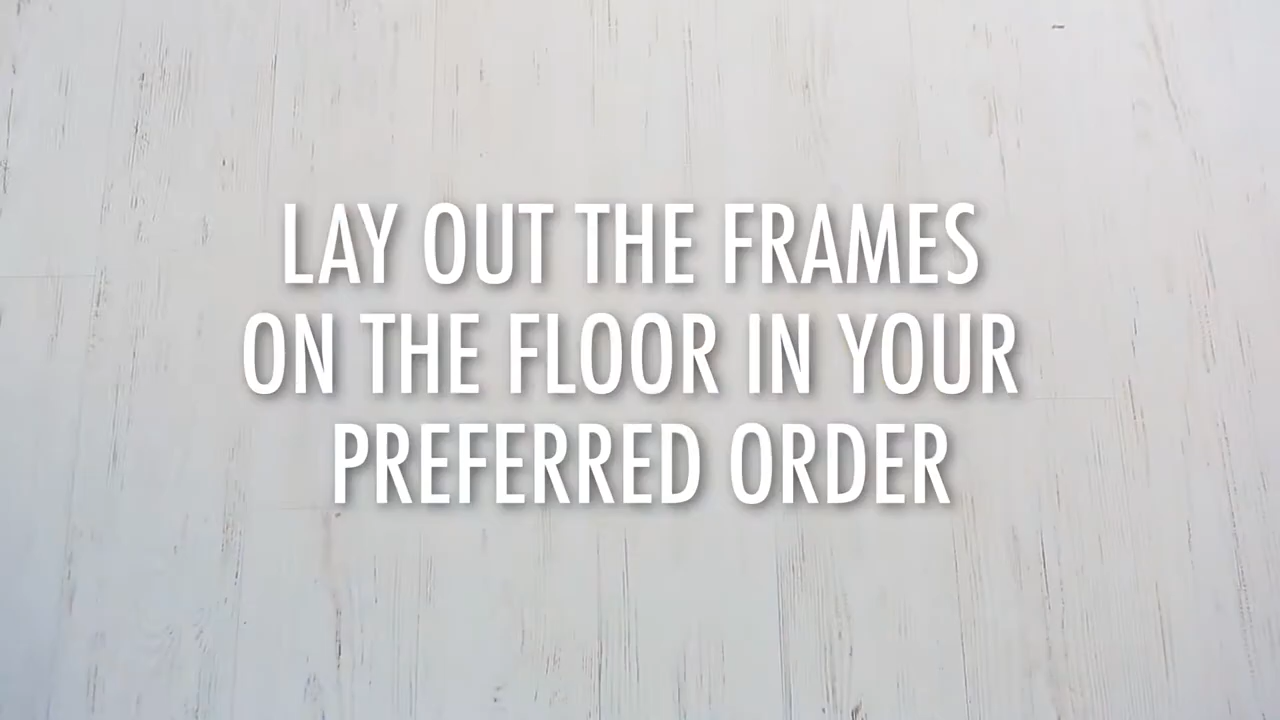 LAY OUT THE FRAMES
ON THE FLOOR IN YOUR
PREFERRED ORDER